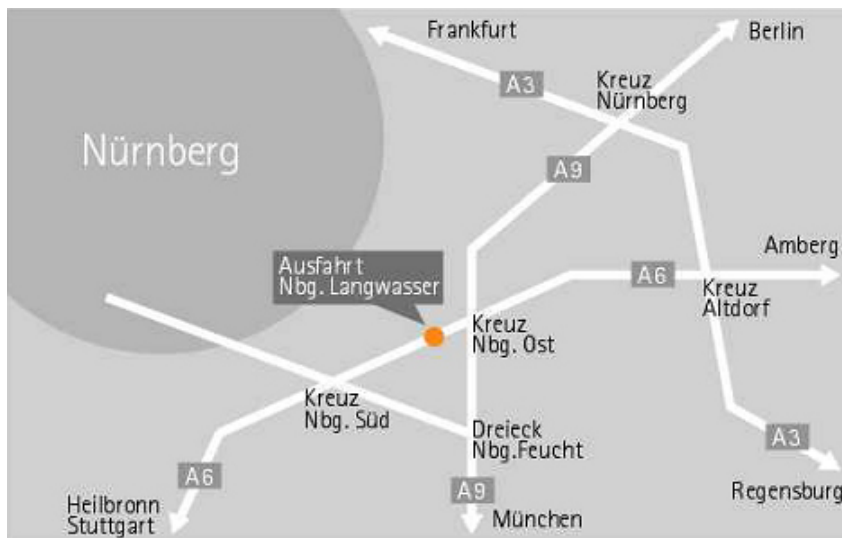 Frankfurt
Berlin
A3
Kreuz
Nürnberg
Nürnberg
A9
Amberg
Ausfahrt
Nbg. Langwasser
A6
Kreuz
Altdorf
Kreuz
Nbg. Ost
Kreuz
Nbg. Süd
Dreieck
Nbg.Feucht
A3
A6
A9
Regensburg
Heilbronn
Stuttgart
München